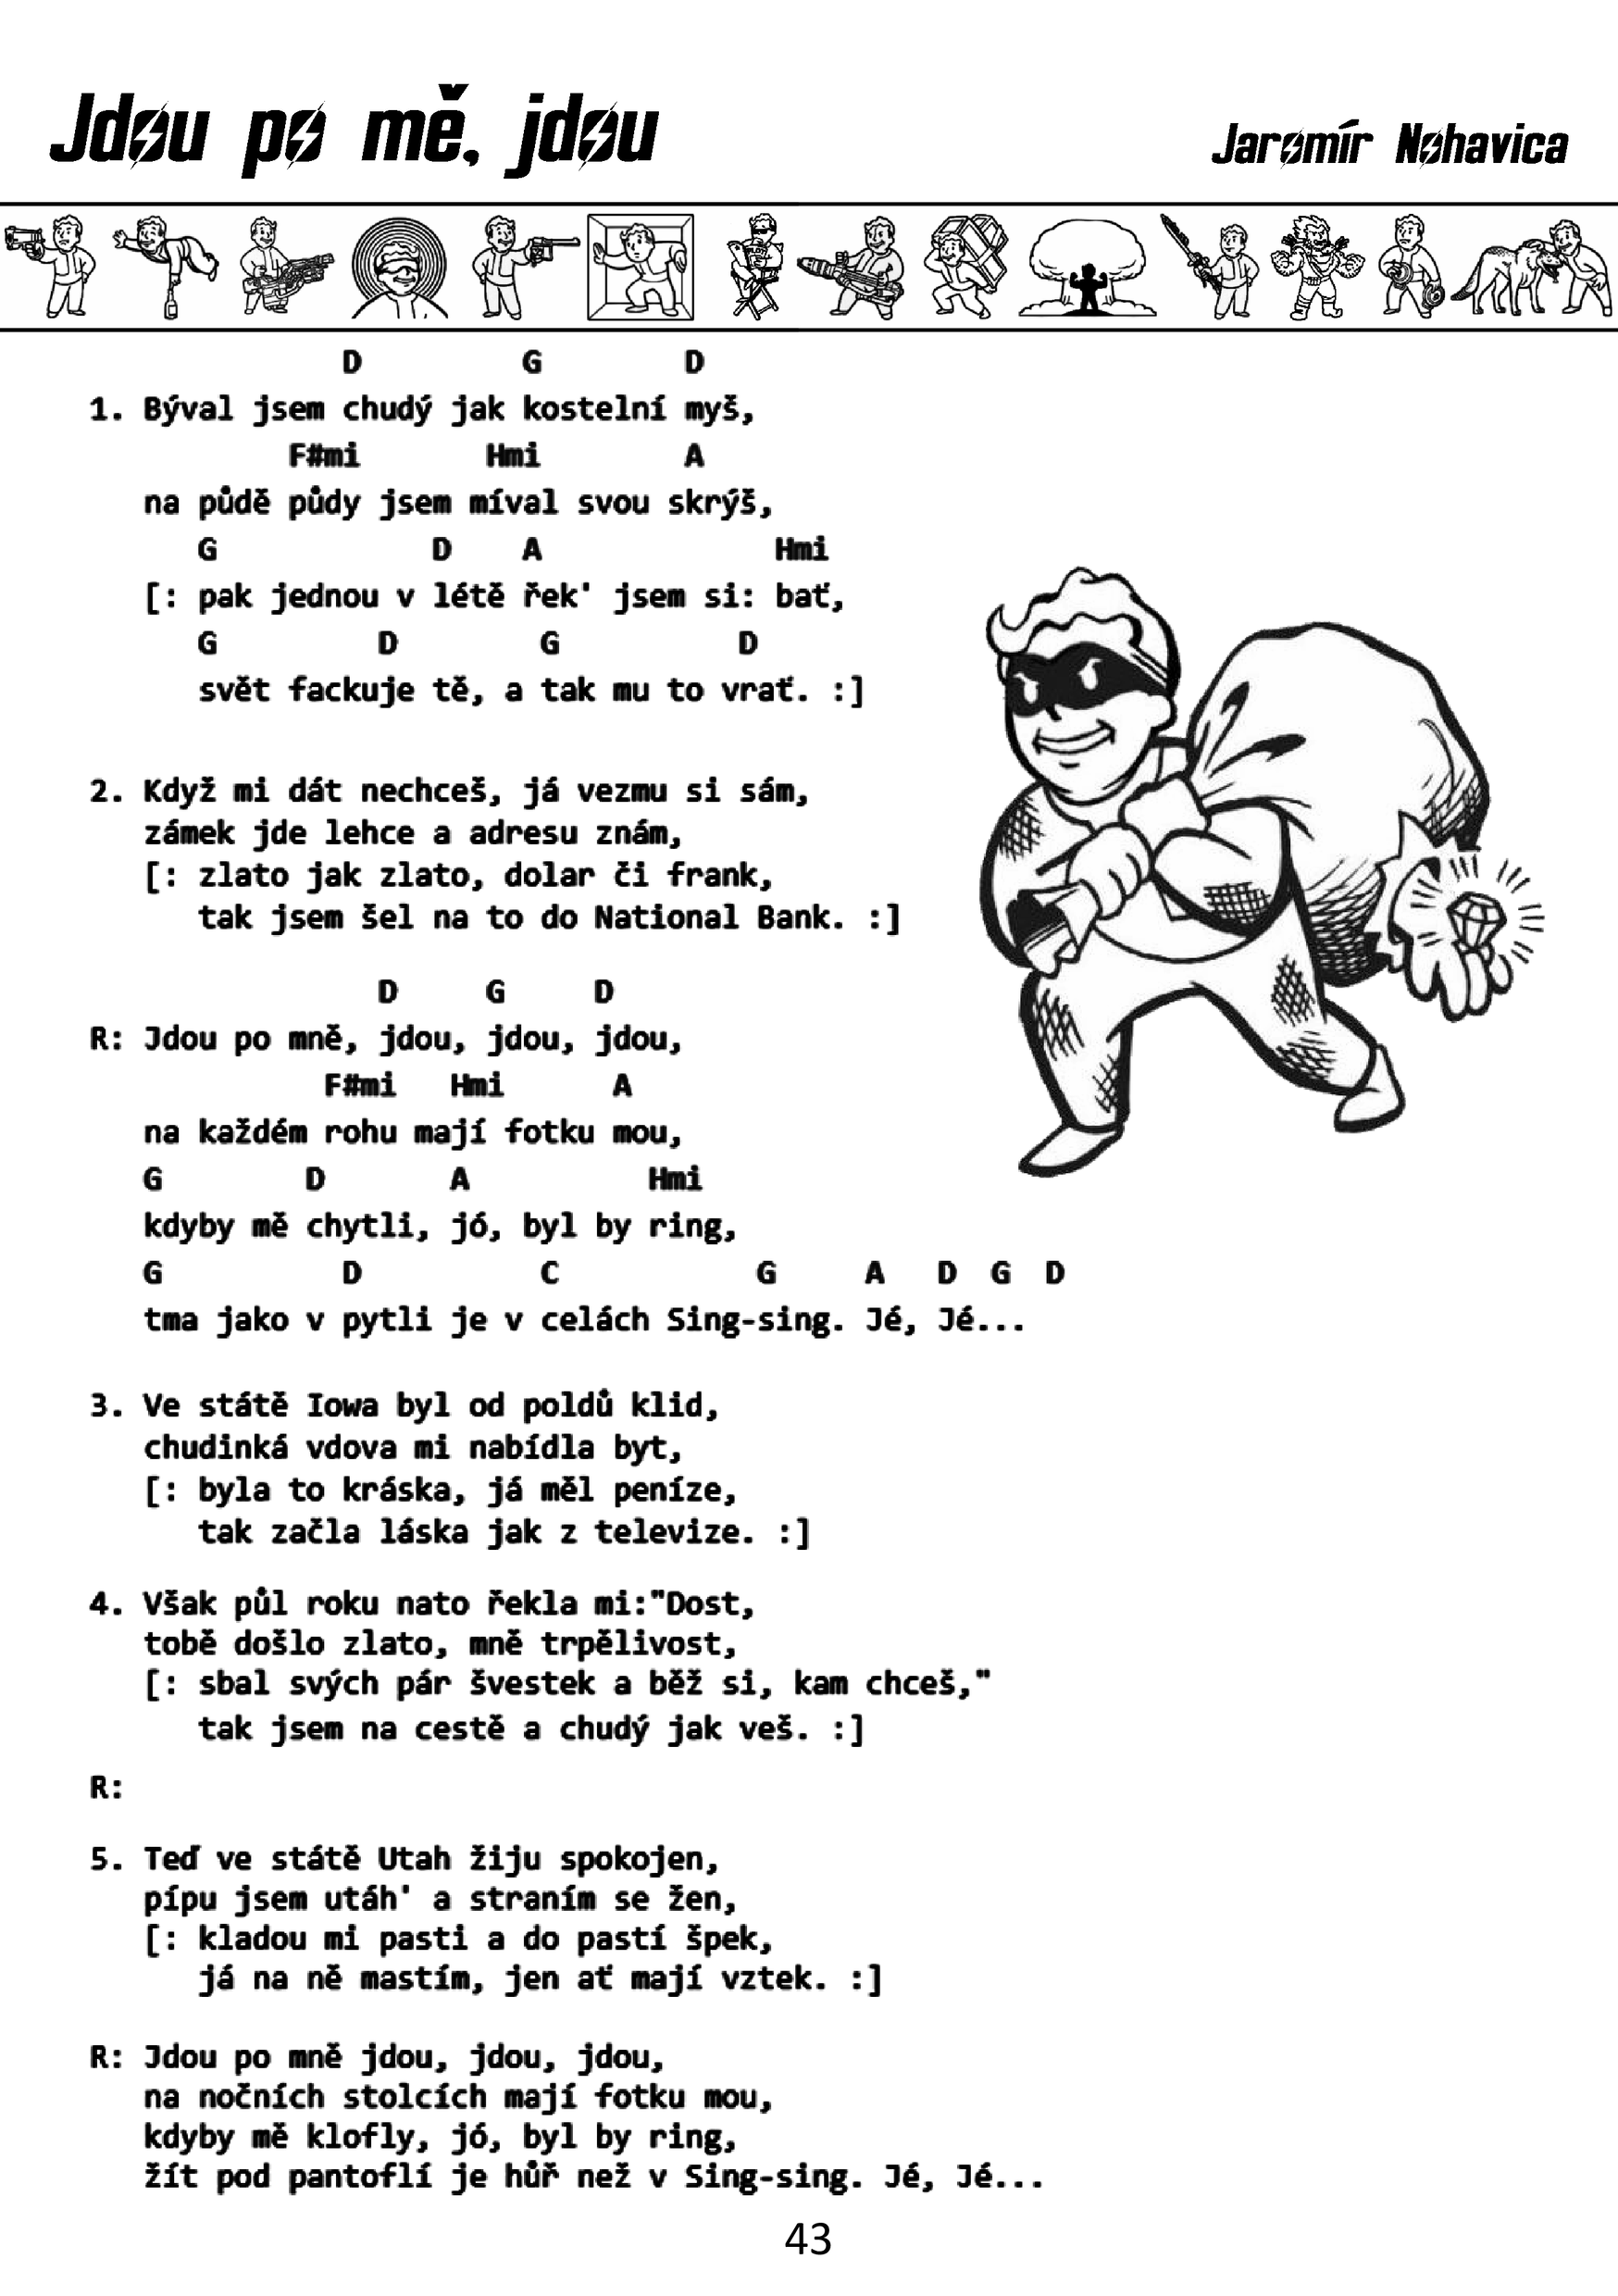 Jdou po mě, jdou
Jaromír Nohavica
D G D
1. Býval jsem chudý jak kostelní myš,
F#mi Hmi A
na půdě půdy jsem míval svou skrýš,
G D A Hmi
[: pak jednou v létě řek' jsem si: bať,
G D G D
svět fackuje tě, a tak mu to vrať. :]
2. Když mi dát nechceš, já vezmu si sám,
zámek jde lehce a adresu znám,
[: zlato jak zlato, dolar či frank,
tak jsem šel na to do National Bank. :]
D G D
R: Jdou po mně, jdou, jdou, jdou,
F#mi Hmi A
na každém rohu mají fotku mou,
G D A Hmi
kdyby mě chytli, jó, byl by ring,
G D C G A D G D
tma jako v pytli je v celách Sing-sing. Jé, Jé...
3. Ve státě Iowa byl od poldů klid,
chudinká vdova mi nabídla byt,
[: byla to kráska, já měl peníze,
tak začla láska jak z televize. :]
4. Však půl roku nato řekla mi:"Dost,
tobě došlo zlato, mně trpělivost,
[: sbal svých pár švestek a běž si, kam chceš,"
tak jsem na cestě a chudý jak veš. :]
R:
5. Teď ve státě Utah žiju spokojen,
pípu jsem utáh' a straním se žen,
[: kladou mi pasti a do pastí špek,
já na ně mastím, jen ať mají vztek. :]
R: Jdou po mně jdou, jdou, jdou,
na nočních stolcích mají fotku mou,
kdyby mě klofly, jó, byl by ring,
žít pod pantoflí je hůř než v Sing-sing. Jé, Jé...
43